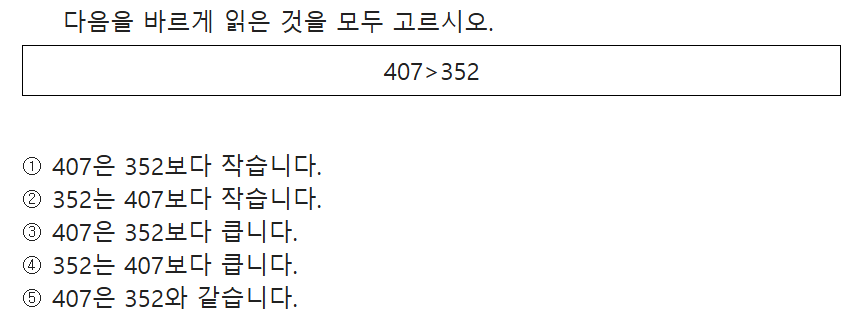 다음을 바르게 읽은 것을 모두 고르시오.
407>352
① 407은 352보다 작습니다.
② 352는 407보다 작습니다.
③ 407은 352보다 큽니다.
④ 352는 407보다 큽니다.
⑤ 407은 352와 같습니다.